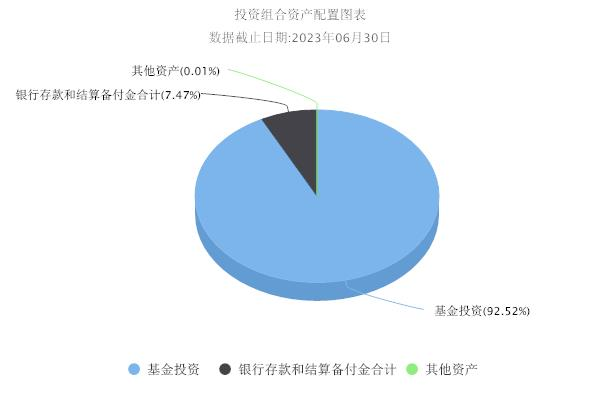 投资组合资产配置图表
数据截止日期:2023年06月30日
其他资产(0.01%)
银行存款和结算备付金合计(7.47%)
基金投资(92.52%)
基金投资 银行存款和结算备付金合计 其他资产